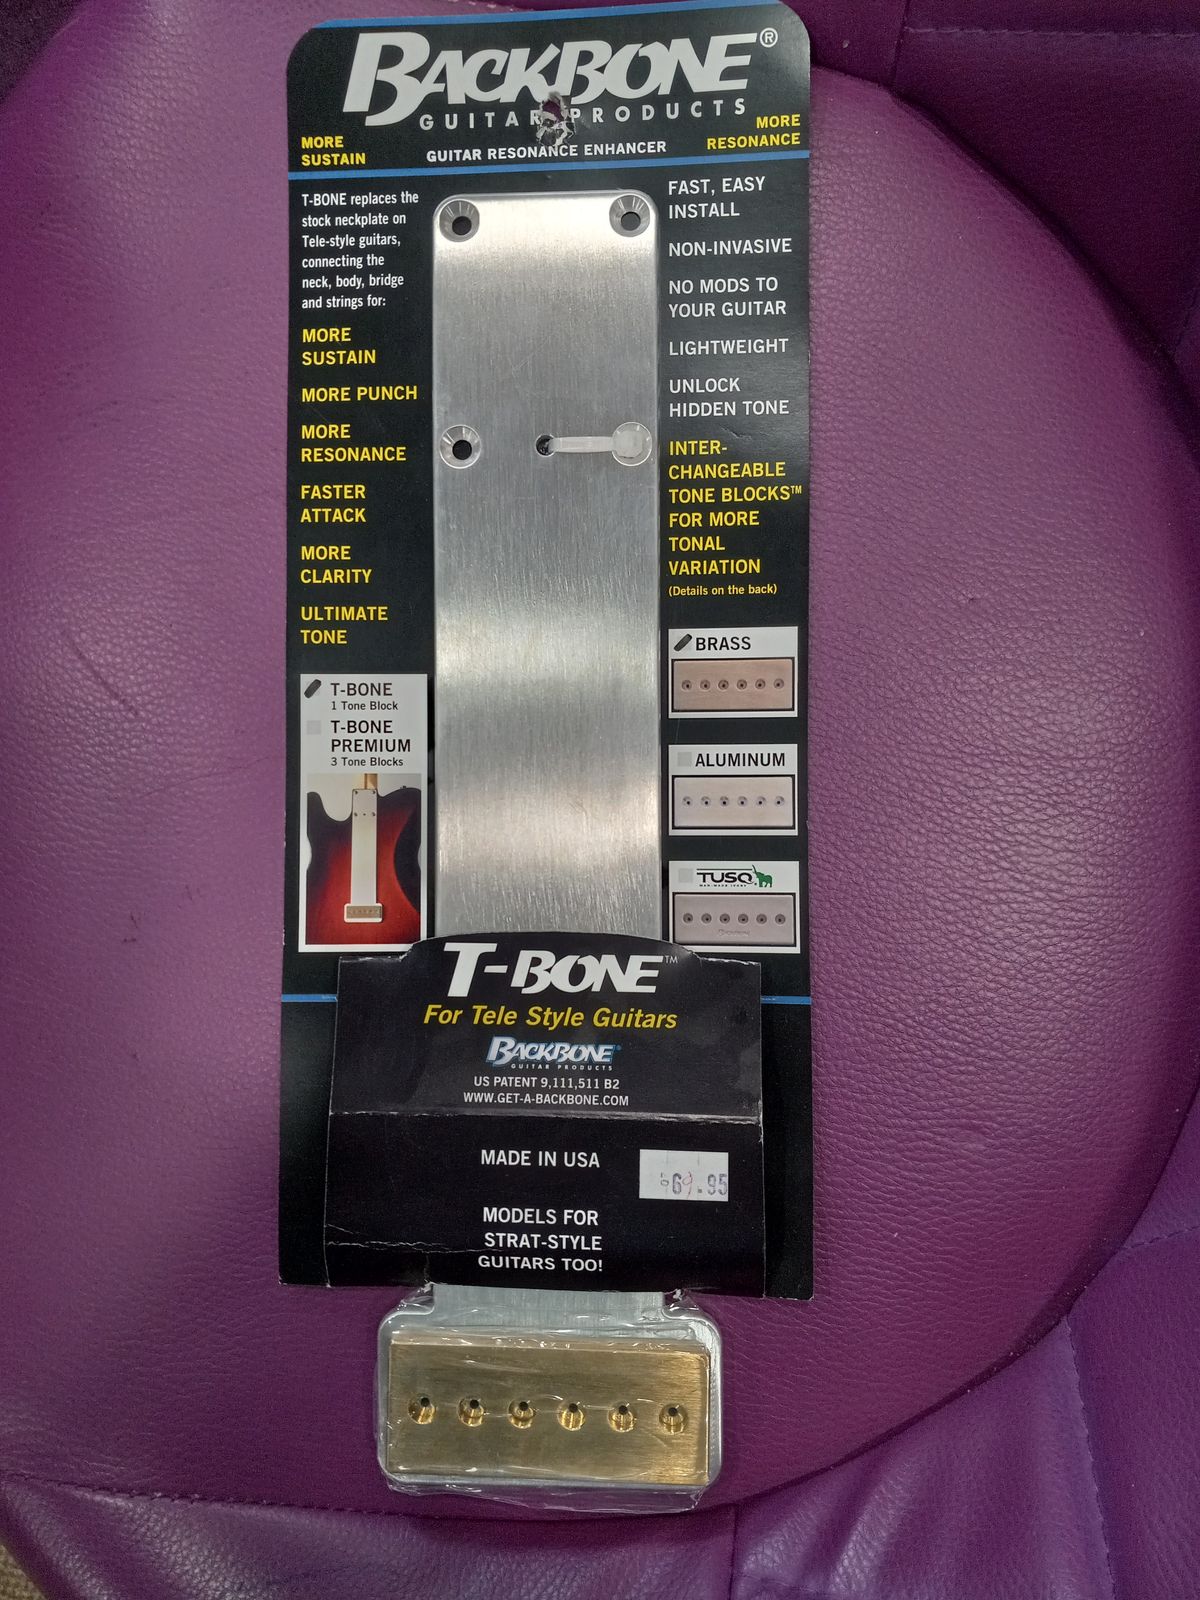 BACKBONE®
GUITAR PRODUCTS
MORE
SUSTAIN
GUITAR RESONANCE ENHANCER
MORE
RESONANCE
T-BONE replaces the
stock neckplate on
Tele-style guitars,
connecting the
neck, body, bridge
and strings for:
MORE
SUSTAIN
MORE PUNCH
MORE
RESONANCE
FASTER
ATTACK
MORE
CLARITY
ULTIMATE
TONE
T-BONE
1 Tone Block
T-BONE
PREMIUM
3 Tone Blocks
FAST, EASY
INSTALL
NON-INVASIVE
NO MODS TO
YOUR GUITAR
LIGHTWEIGHT
UNLOCK
HIDDEN TONE
INTER-
CHANGEABLE
TONE BLOCKS™
FOR MORE
TONAL
VARIATION
(Details on the back)
BRASS
ALUMINUM
TUSQ
MAN-MADE IVORY
T-BONE™
For Tele Style Guitars
BACKBONE®
GUITAR PRODUCTS
US PATENT 9,111,511 B2
WWW.GET-A-BACKBONE.COM
MADE IN USA
69.95
MODELS FOR
STRAT-STYLE
GUITARS TOO!